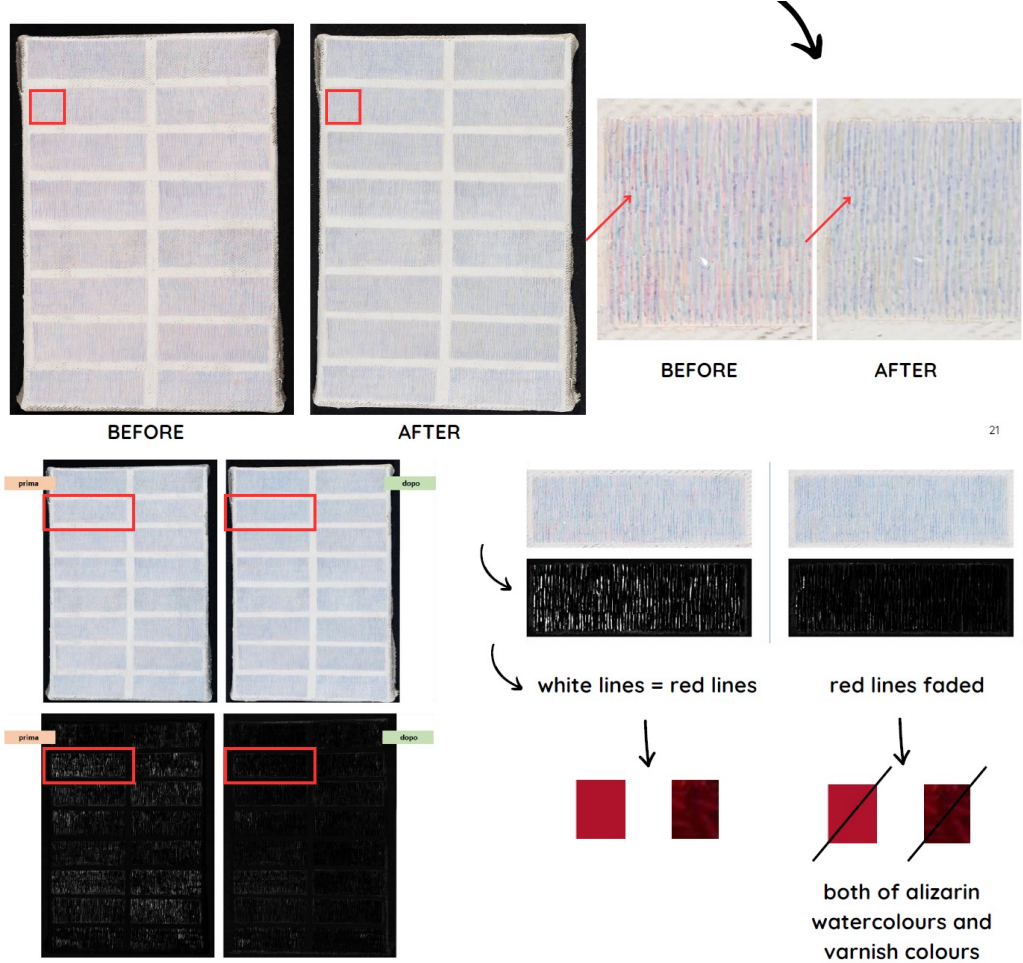 BEFORE
AFTER
BEFORE
AFTER
21
prima
dopo
white lines = red lines
red lines faded
prima
dopo
both of alizarin
watercolours and
varnish colours